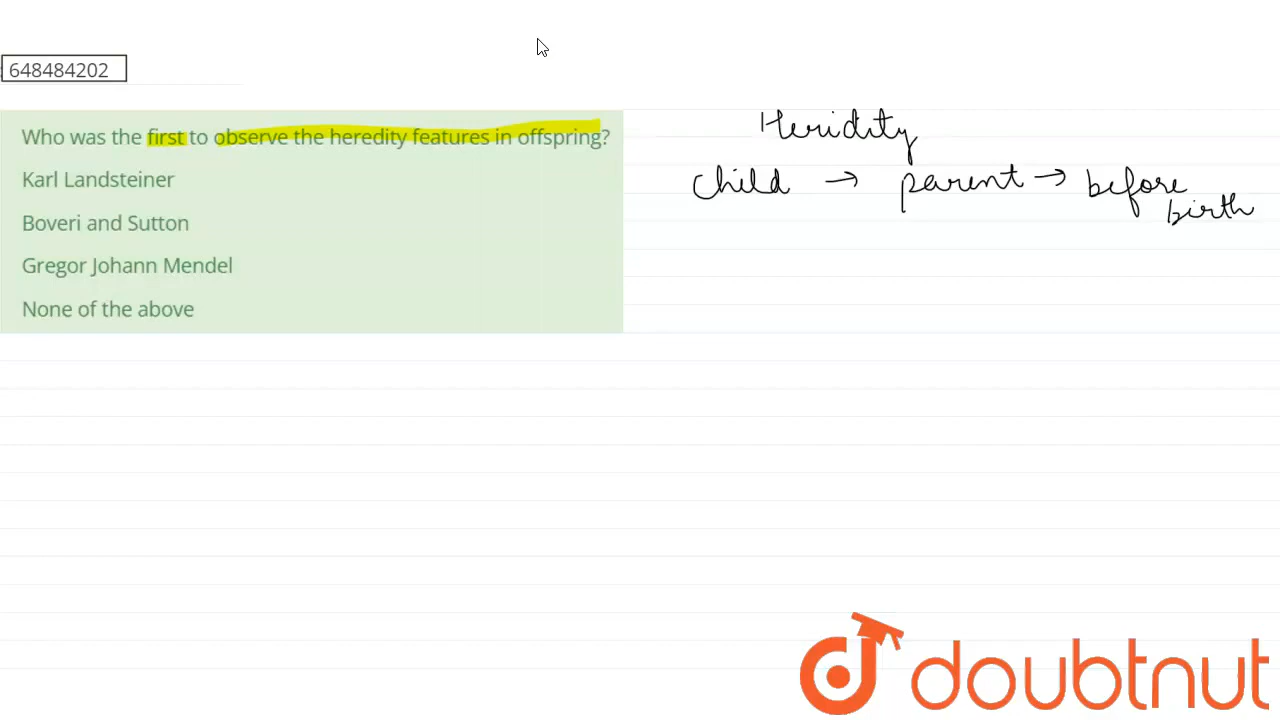 648484202
Who was the first to observe the heredity features in offspring?
Karl Landsteiner
Boveri and Sutton
Gregor Johann Mendel
None of the above
Heridity
child → parent → before
birth
doubtnut